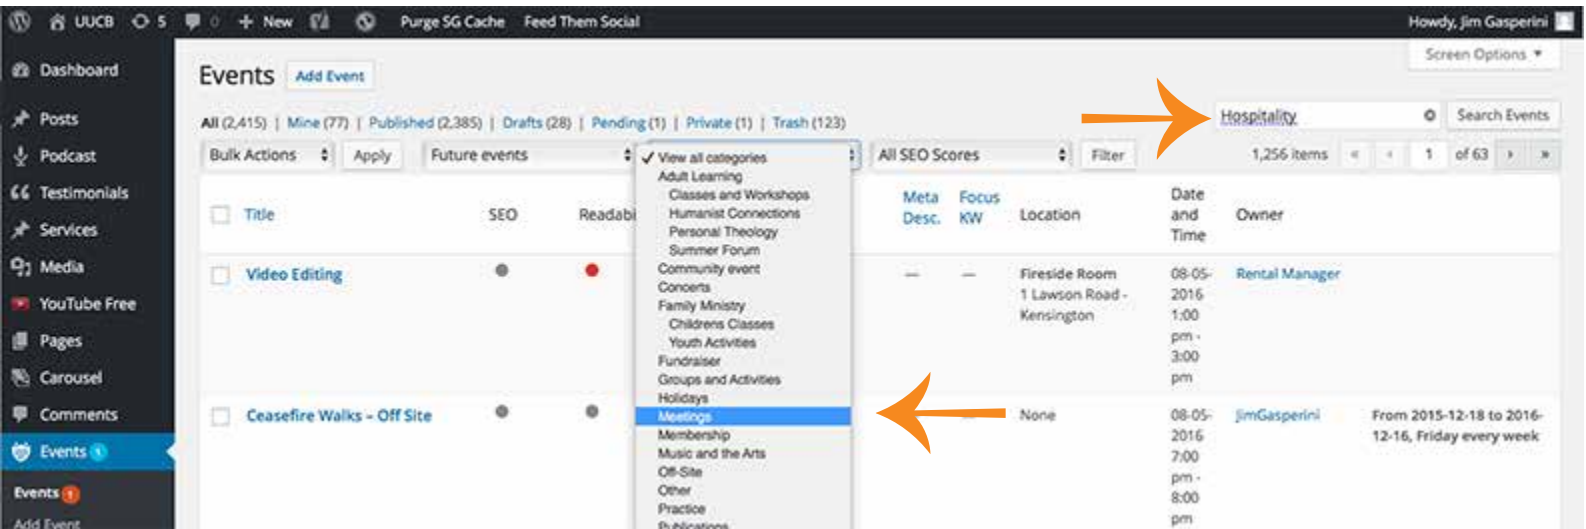 UUCB 5 0 + New Purge SG Cache Feed Them Social Howdy, Jim Gasperini
Screen Options
Dashboard
Posts
Podcast
Testimonials
Services
Media
YouTube Free
Pages
Carousel
Comments
Events 1
Events 1
Add Event
Events Add Event
All (2,415) | Mine (77) | Published (2,385) | Drafts (28) | Pending (1) | Private (1) | Trash (123)
Hospitality Search Events
Bulk Actions Apply Future events All SEO Scores Filter 1,256 items « ‹ 1 of 63 › »
View all categories
Adult Learning
Classes and Workshops
Humanist Connections
Personal Theology
Summer Forum
Community event
Concerts
Family Ministry
Childrens Classes
Youth Activities
Fundraiser
Groups and Activities
Holidays
Meetings
Membership
Music and the Arts
Off-Site
Other
Practice
Publications
Title SEO Readabi Meta Desc. Focus KW Location Date and Time Owner
Video Editing — — Fireside Room
1 Lawson Road -
Kensington
08-05-
2016
1:00
pm -
3:00
pm
Rental Manager
Ceasefire Walks – Off Site — None
08-05-
2016
7:00
pm -
8:00
pm
JimGasperini
From 2015-12-18 to 2016-
12-16, Friday every week